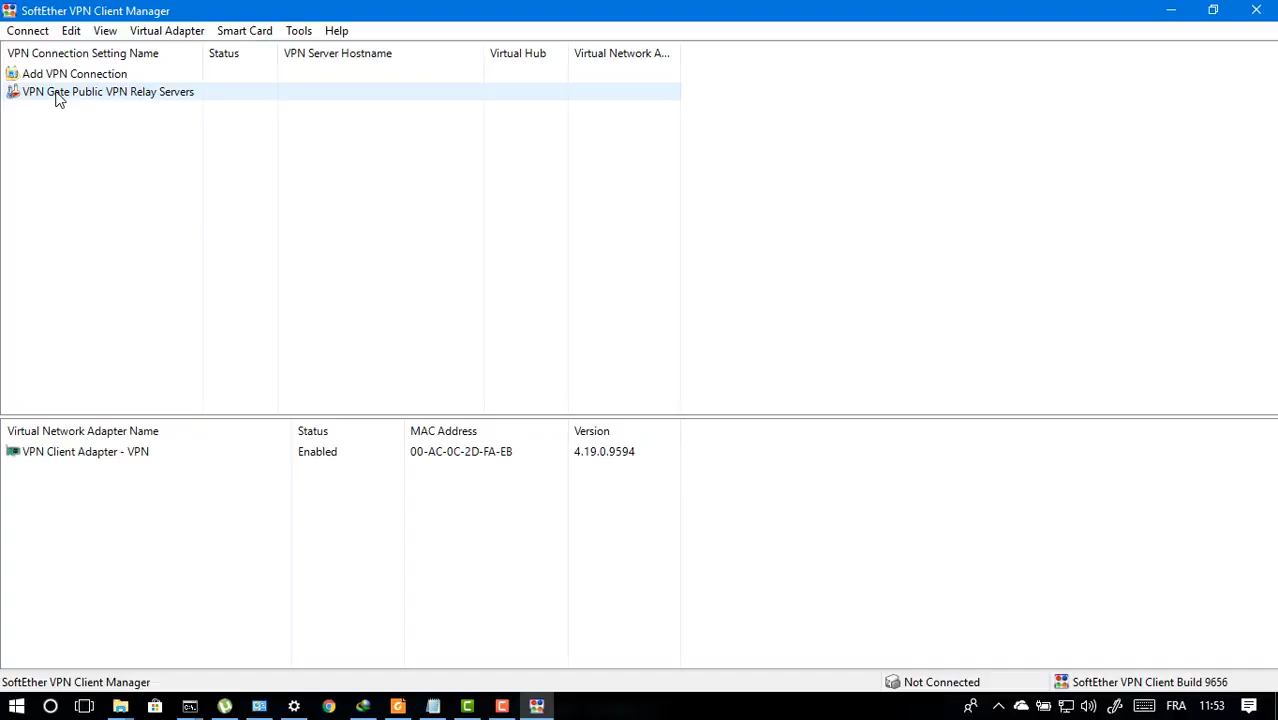 SoftEther VPN Client Manager
Connect Edit View Virtual Adapter Smart Card Tools Help
VPN Connection Setting Name Status VPN Server Hostname Virtual Hub Virtual Network A...
Add VPN Connection
VPN Gate Public VPN Relay Servers
Virtual Network Adapter Name Status MAC Address Version
VPN Client Adapter - VPN Enabled 00-AC-0C-2D-FA-EB 4.19.0.9594
SoftEther VPN Client Manager Not Connected SoftEther VPN Client Build 9656
FRA 11:53